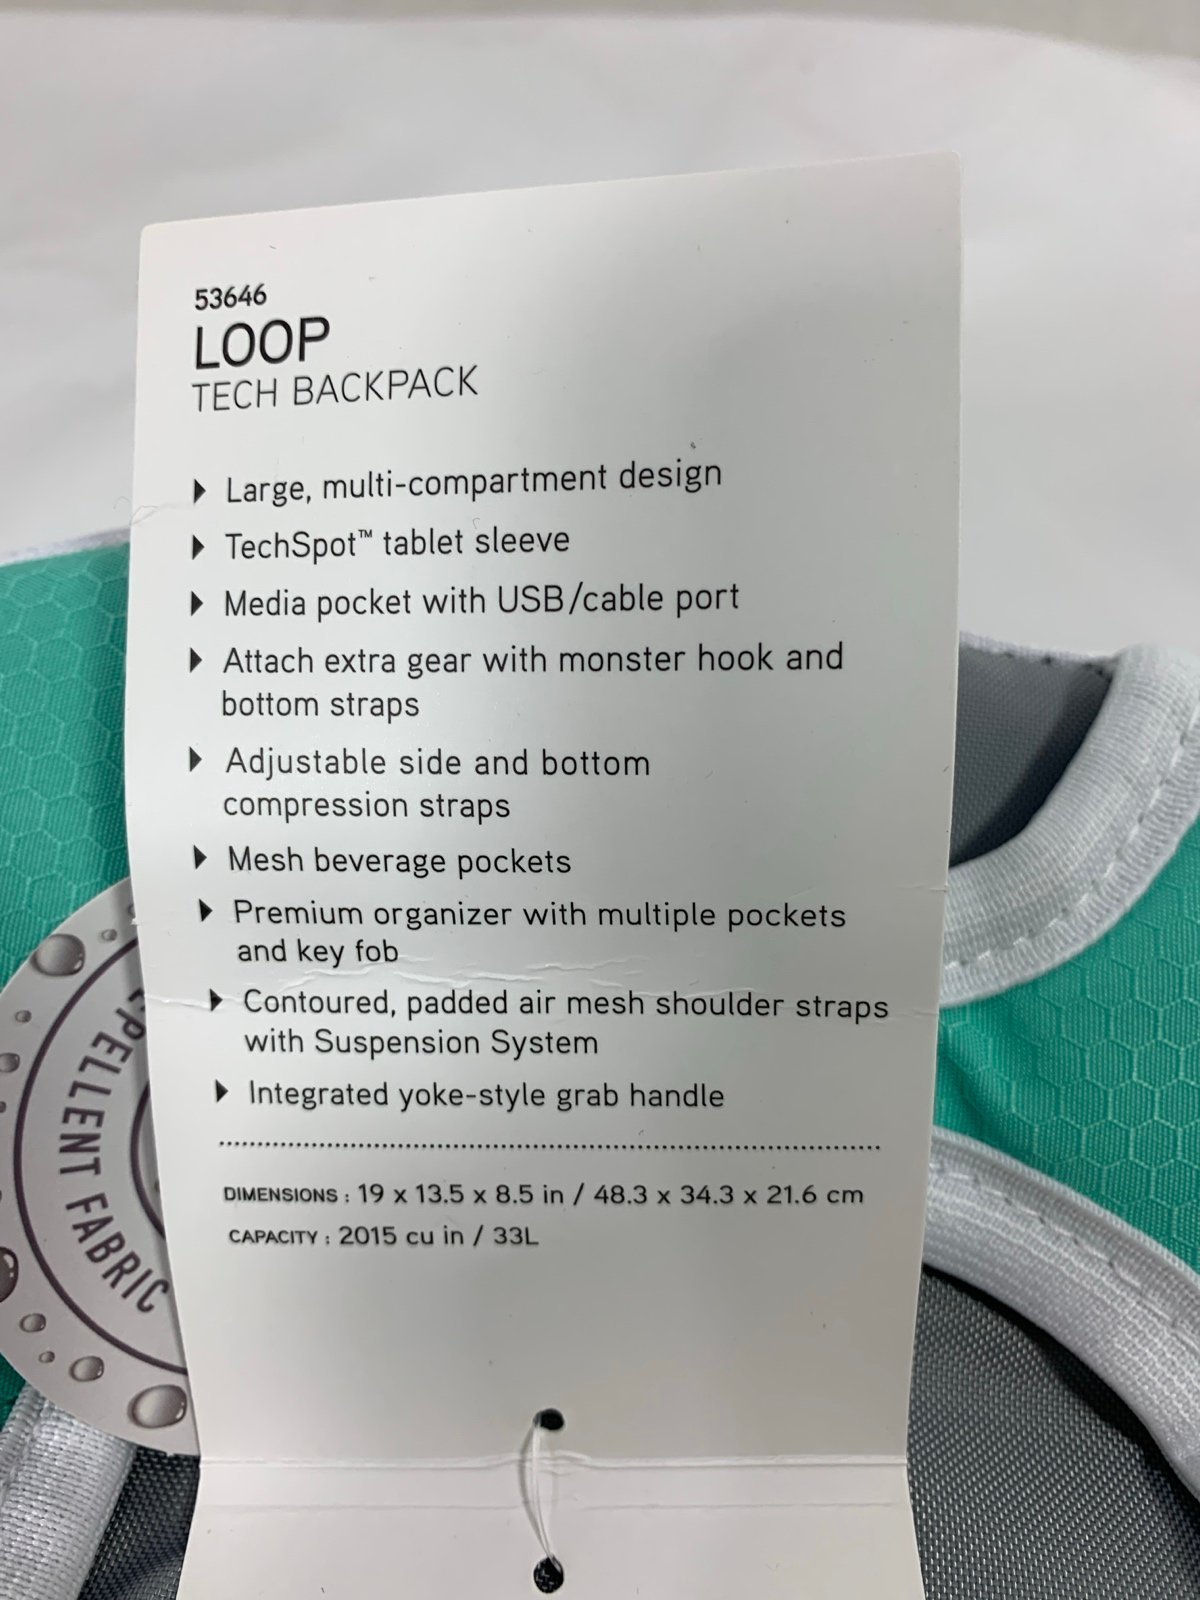 53646
LOOP
TECH BACKPACK
Large, multi-compartment design
TechSpot™ tablet sleeve
Media pocket with USB/cable port
Attach extra gear with monster hook and
bottom straps
Adjustable side and bottom
compression straps
Mesh beverage pockets
Premium organizer with multiple pockets
and key fob
Contoured, padded air mesh shoulder straps
with Suspension System
Integrated yoke-style grab handle
DIMENSIONS : 19 x 13.5 x 8.5 in / 48.3 x 34.3 x 21.6 cm
CAPACITY : 2015 cu in / 33L
FABRIC